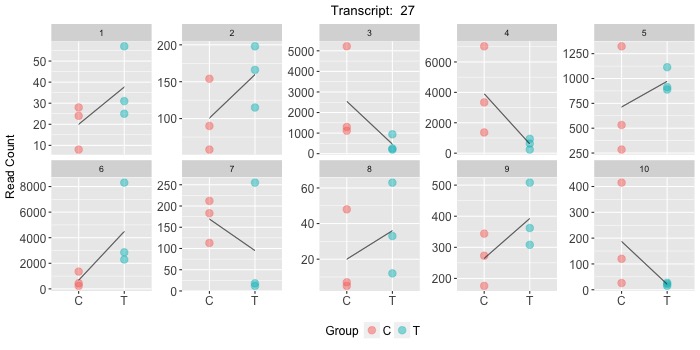 Transcript: 27
1 2 3 4 5
50 40 30 20 10
200 150 100
5000 4000 3000 2000 1000 0
6000 4000 2000 0
1250 1000 750 500 250
Read Count
6 7 8 9 10
8000 6000 4000 2000 0
250 200 150 100 50 0
60 40 20
500 400 300 200
400 300 200 100 0
C T C T C T C T C T
Group C T